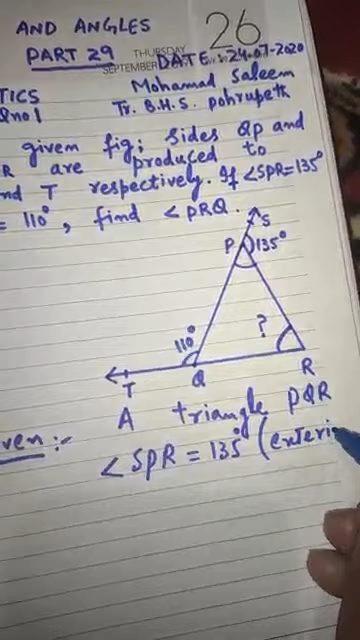 AND ANGLES
26
PART 29
THURSDAY
SEPTEMBER
DATE :- 24-07-2020
TICS
Mohamad Saleem
Qno 1
Tr. B.H.S. pohrupeth
given fig; Sides QP and
R are produced to
nd T respectively. If <SPR=135°
= 110°, find <PRQ.
S
P 135°
110° ?
T Q R
A triangle PQR
ven :-
<SPR = 135° (exteri